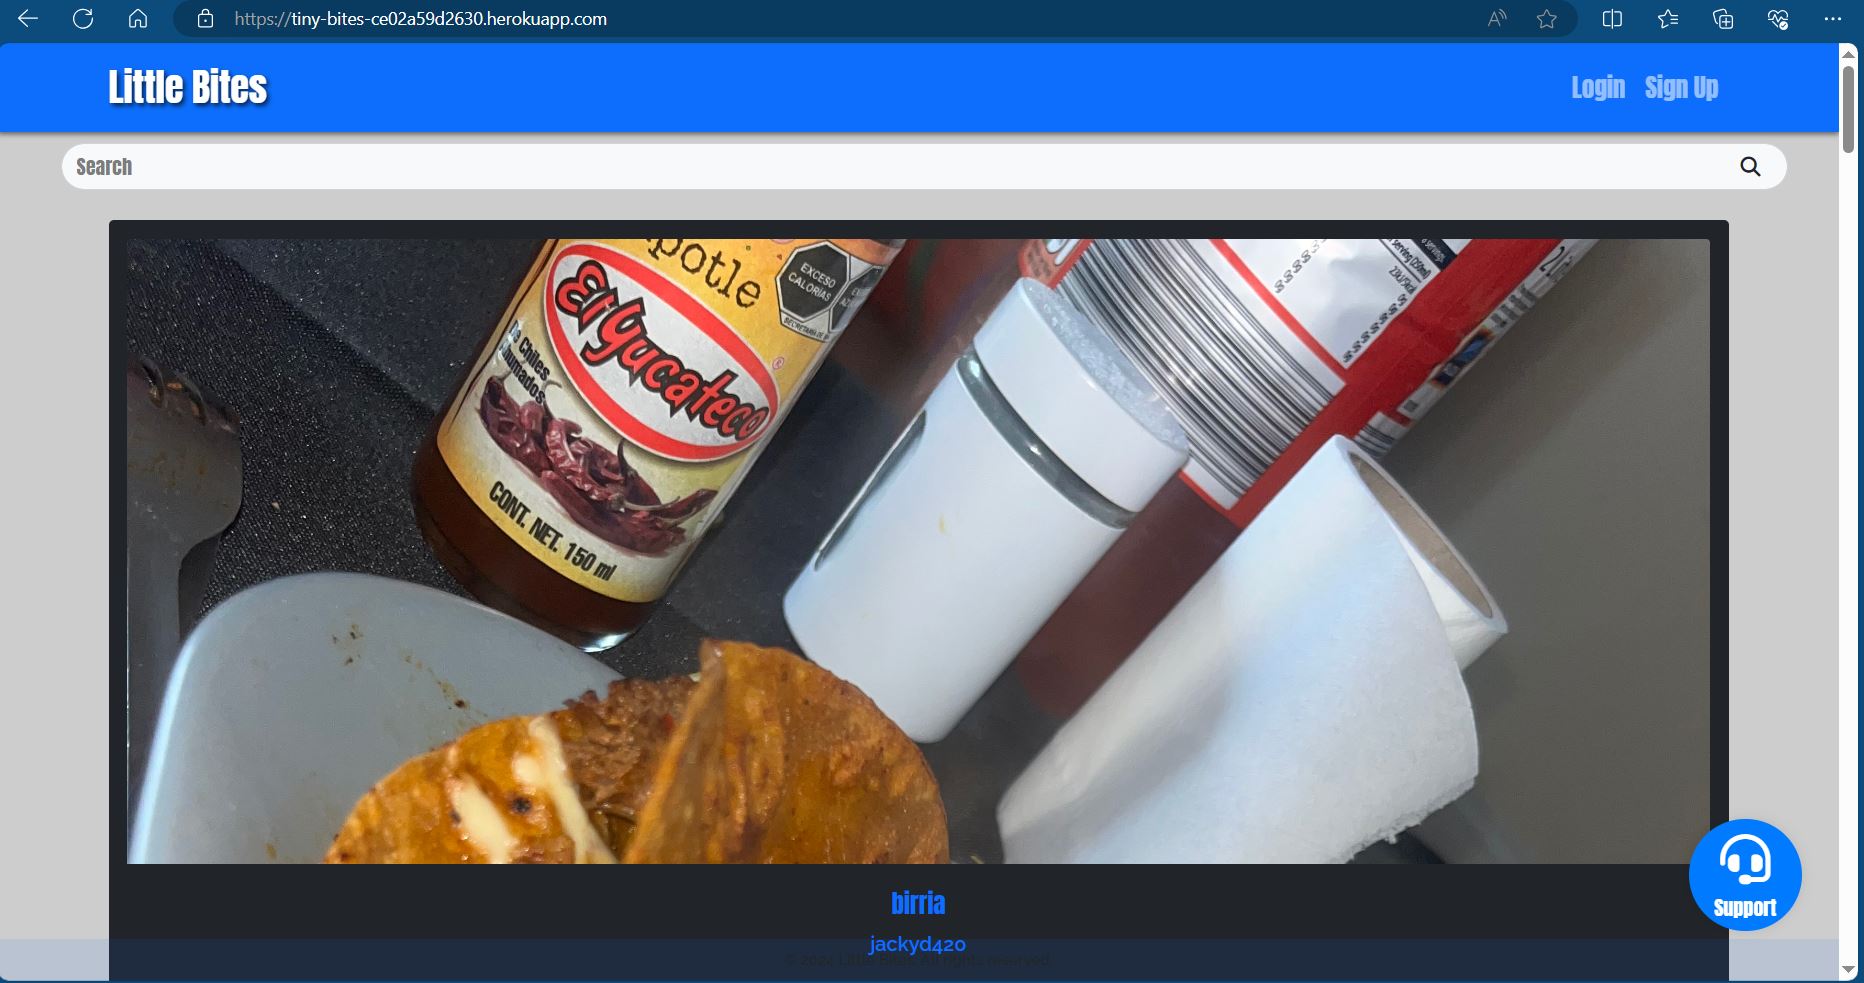 https://tiny-bites-ce02a59d2630.herokuapp.com
Little Bites
Login Sign Up
Search
potle
EXCESO
CALORÍAS
El Yucateco
®
de Chiles
CONT. NET. 150 ml
birria
jackyd420
© 2024 Little Bites. All rights reserved.
Support